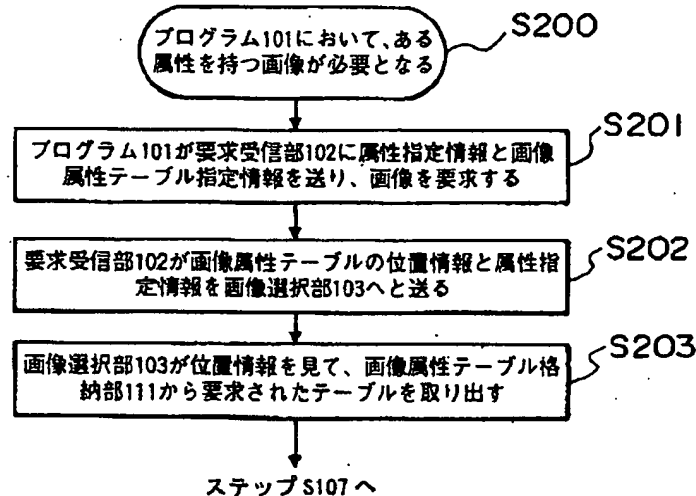 プログラム101において、ある
属性を持つ画像が必要となる
S200
プログラム101が要求受信部102に属性指定情報と画像
属性テーブル指定情報を送り、画像を要求する
S201
要求受信部102が画像属性テーブルの位置情報と属性指
定情報を画像選択部103へと送る
S202
画像選択部103が位置情報を見て、画像属性テーブル格
納部111から要求されたテーブルを取り出す
S203
ステップS107へ